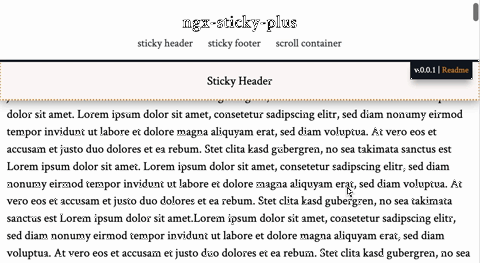 ngx-sticky-plus
sticky header sticky footer scroll container
v.0.0.1 | Readme
Sticky Header
dolor sit amet. Lorem ipsum dolor sit amet, consetetur sadipscing elitr, sed diam nonumy eirmod
tempor invidunt ut labore et dolore magna aliquyam erat, sed diam voluptua. At vero eos et
accusam et justo duo dolores et ea rebum. Stet clita kasd gubergren, no sea takimata sanctus est
Lorem ipsum dolor sit amet. Lorem ipsum dolor sit amet, consetetur sadipscing elitr, sed diam
nonumy eirmod tempor invidunt ut labore et dolore magna aliquyam erat, sed diam voluptua. At
vero eos et accusam et justo duo dolores et ea rebum. Stet clita kasd gubergren, no sea takimata
sanctus est Lorem ipsum dolor sit amet.Lorem ipsum dolor sit amet, consetetur sadipscing elitr,
sed diam nonumy eirmod tempor invidunt ut labore et dolore magna aliquyam erat, sed diam
voluptua. At vero eos et accusam et justo duo dolores et ea rebum. Stet clita kasd gubergren, no sea